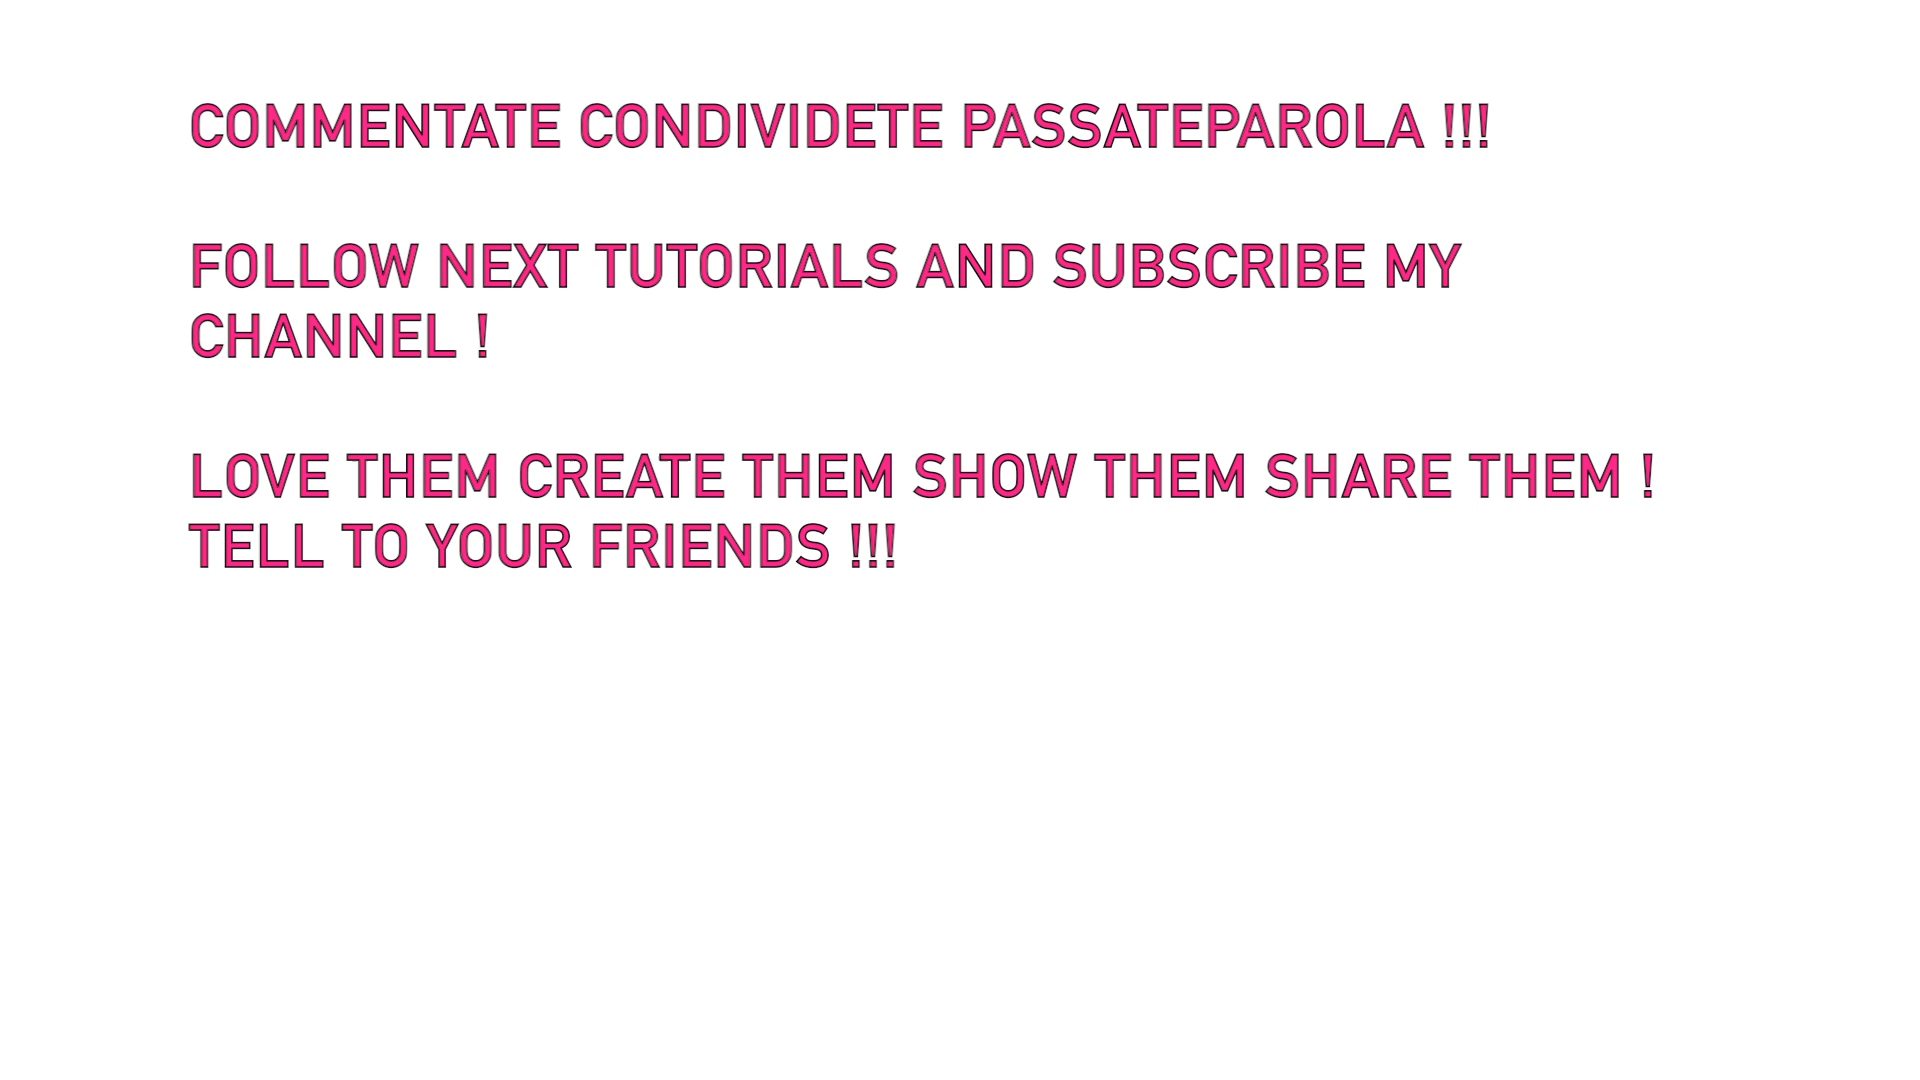 COMMENTATE CONDIVIDETE PASSATEPAROLA !!!
FOLLOW NEXT TUTORIALS AND SUBSCRIBE MY
CHANNEL !
LOVE THEM CREATE THEM SHOW THEM SHARE THEM !
TELL TO YOUR FRIENDS !!!